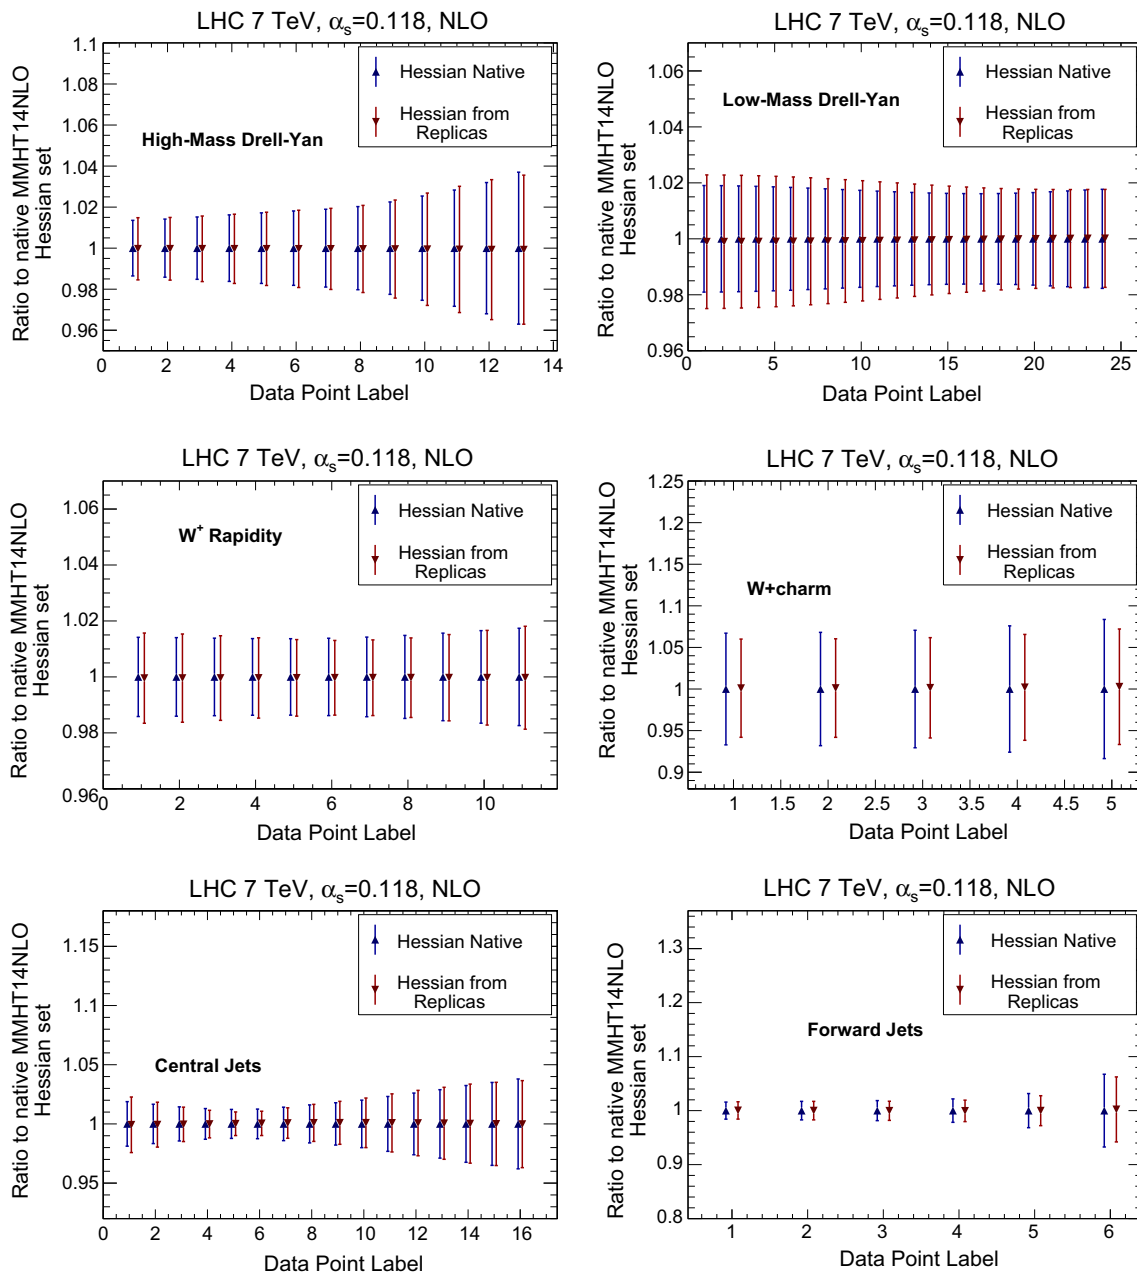 LHC 7 TeV, αs=0.118, NLO
Ratio to native MMHT14NLO
Hessian set
1.1
1.08
1.06
1.04
1.02
1
0.98
0.96
Hessian Native
Hessian from
Replicas
High-Mass Drell-Yan
0 2 4 6 8 10 12 14
Data Point Label
LHC 7 TeV, αs=0.118, NLO
Ratio to native MMHT14NLO
Hessian set
1.06
1.04
1.02
1
0.98
0.96
Hessian Native
Hessian from
Replicas
Low-Mass Drell-Yan
0 5 10 15 20 25
Data Point Label
LHC 7 TeV, αs=0.118, NLO
Ratio to native MMHT14NLO
Hessian set
1.06
1.04
1.02
1
0.98
0.96
Hessian Native
Hessian from
Replicas
W+ Rapidity
0 2 4 6 8 10 12
Data Point Label
LHC 7 TeV, αs=0.118, NLO
Ratio to native MMHT14NLO
Hessian set
1.25
1.2
1.15
1.1
1.05
1
0.95
0.9
Hessian Native
Hessian from
Replicas
W+charm
1 1.5 2 2.5 3 3.5 4 4.5 5
Data Point Label
LHC 7 TeV, αs=0.118, NLO
Ratio to native MMHT14NLO
Hessian set
1.15
1.1
1.05
1
0.95
Hessian Native
Hessian from
Replicas
Central Jets
0 2 4 6 8 10 12 14 16
Data Point Label
LHC 7 TeV, αs=0.118, NLO
Ratio to native MMHT14NLO
Hessian set
1.3
1.2
1.1
1
0.9
0.8
Hessian Native
Hessian from
Replicas
Forward Jets
1 2 3 4 5 6
Data Point Label